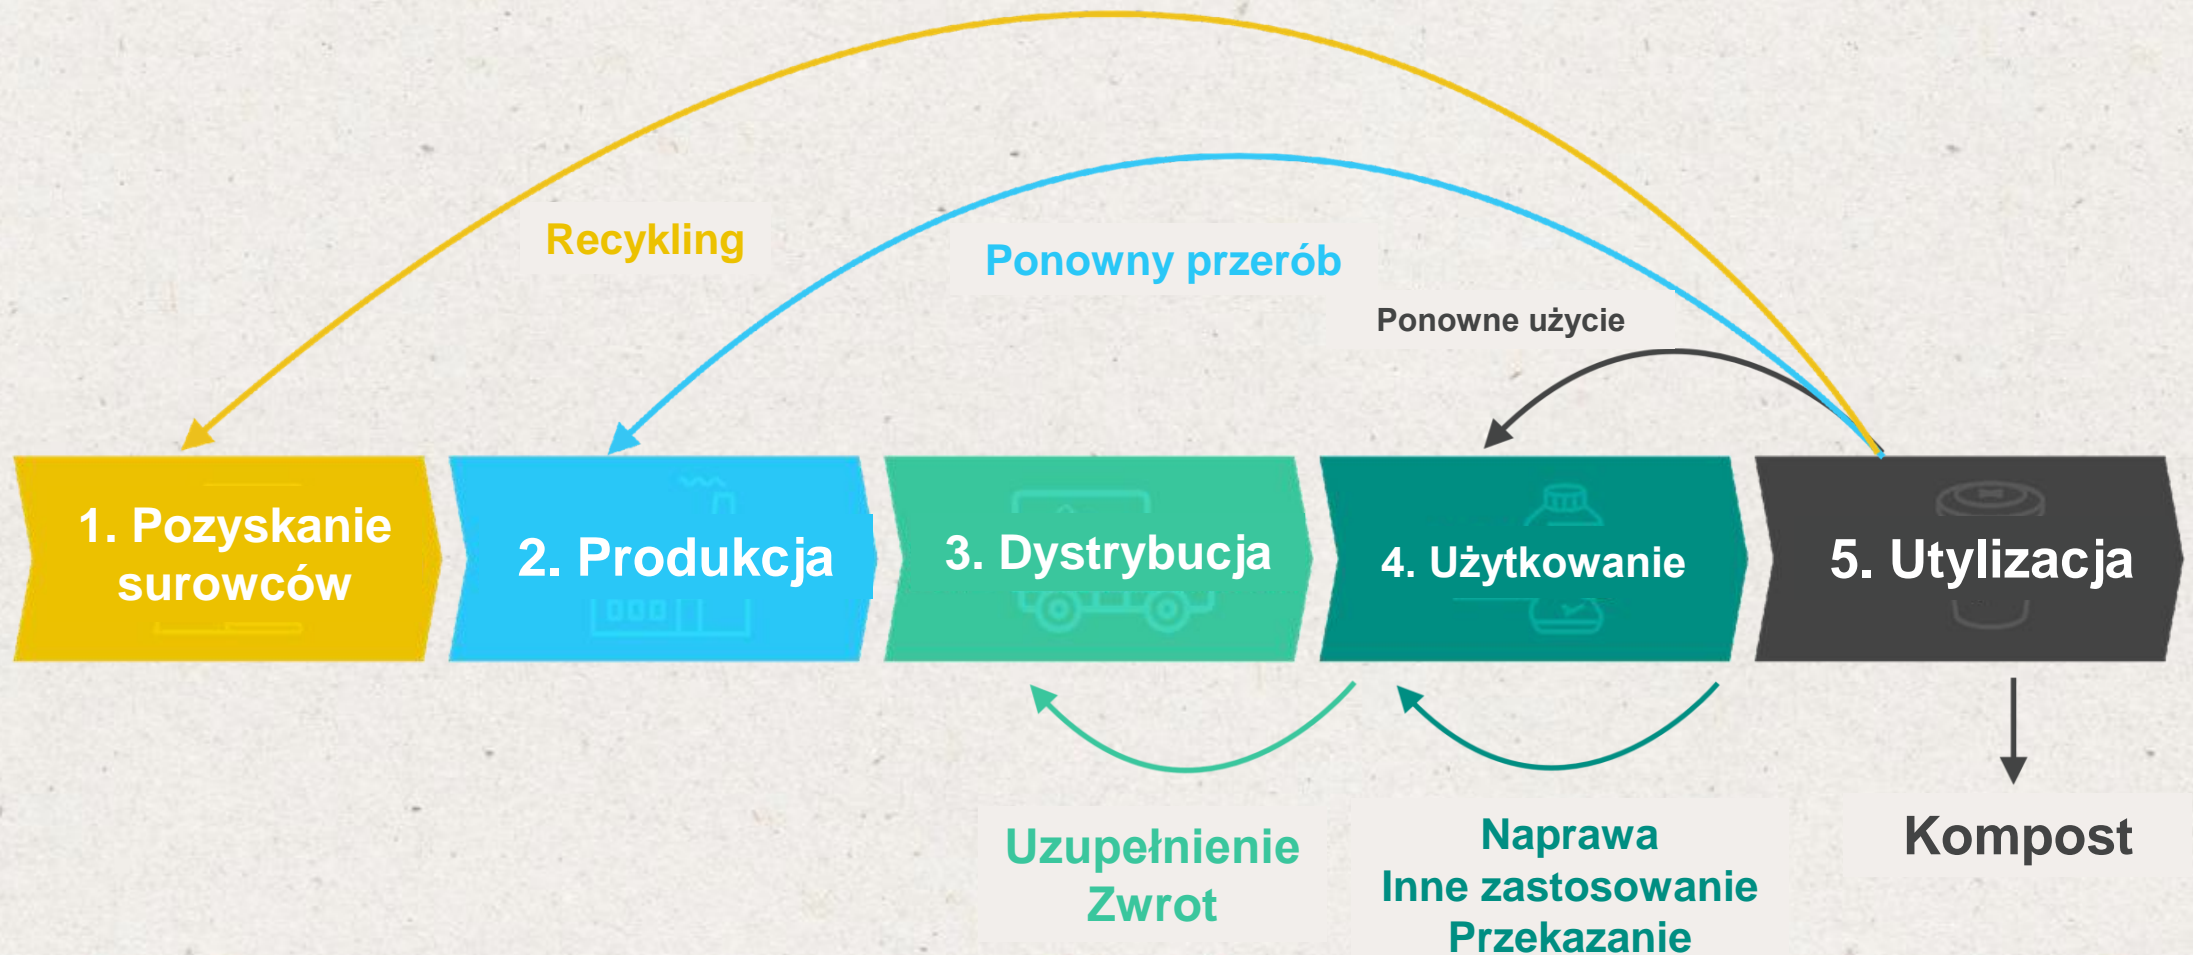 Recykling
Ponowny przerób
Ponowne użycie
1. Pozyskanie
surowców
2. Produkcja
3. Dystrybucja
4. Użytkowanie
5. Utylizacja
Uzupełnienie
Zwrot
Naprawa
Inne zastosowanie
Przekazanie
Kompost